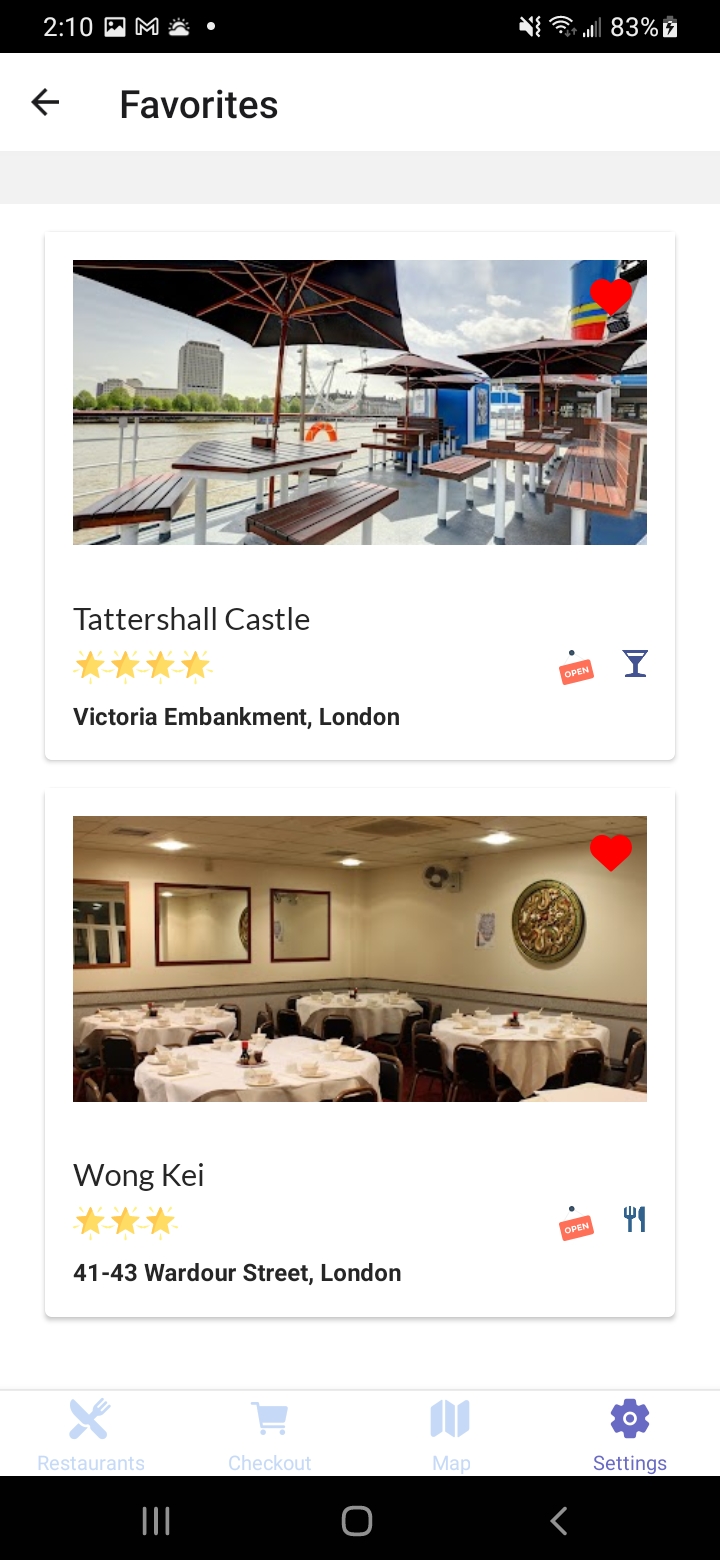 2:10 83%
Favorites
Tattershall Castle
OPEN
Victoria Embankment, London
Wong Kei
OPEN
41-43 Wardour Street, London
Restaurants Checkout Map Settings